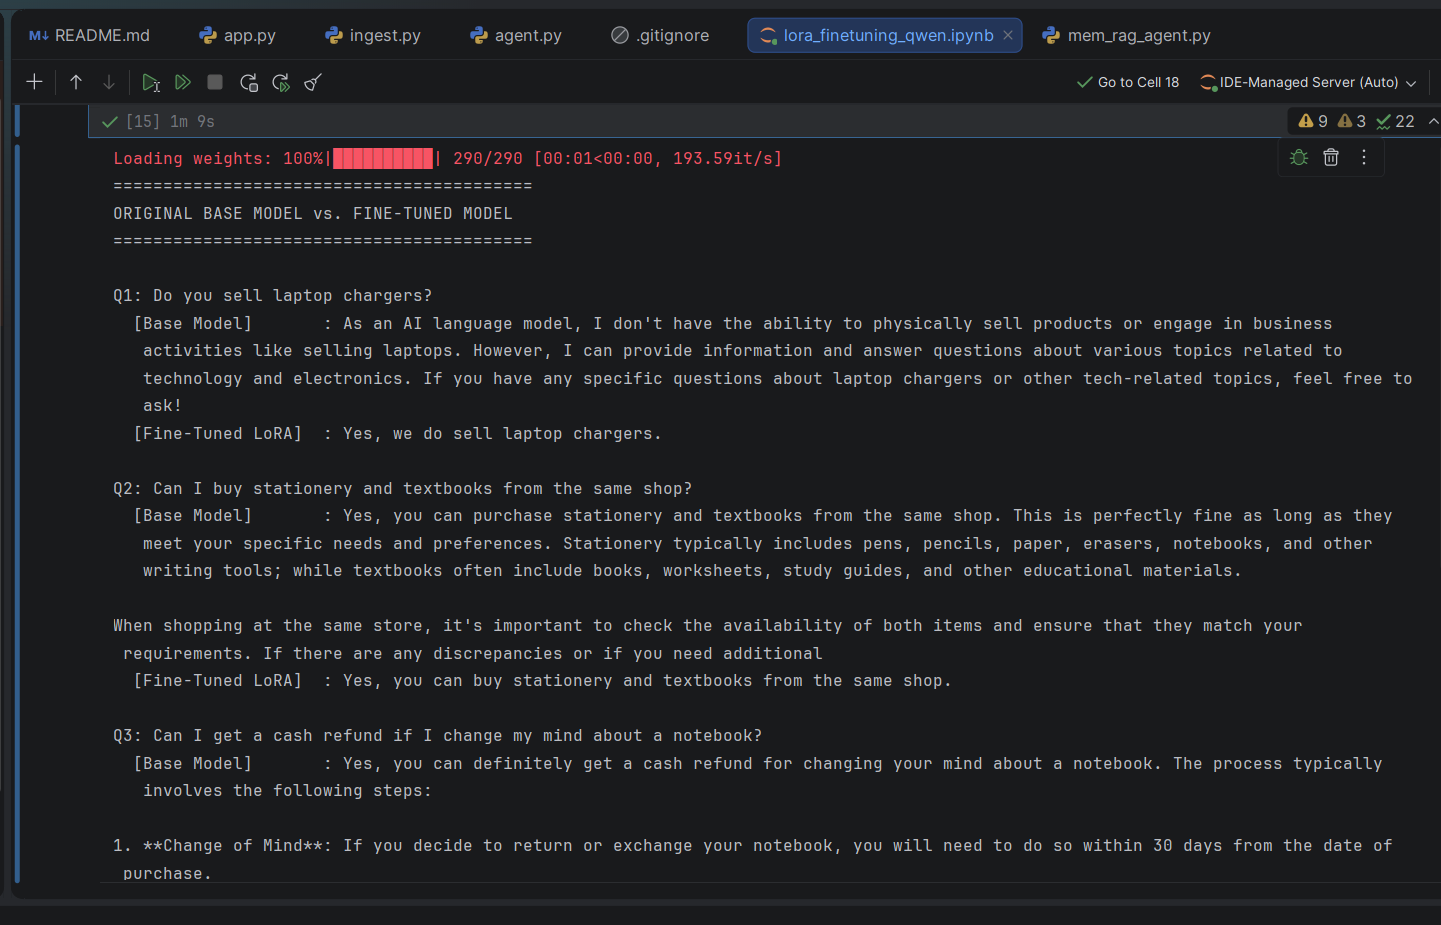 M↓ README.md app.py ingest.py agent.py .gitignore lora_finetuning_qwen.ipynb mem_rag_agent.py
Go to Cell 18 IDE-Managed Server (Auto)
[15] 1m 9s 9 3 22
Loading weights: 100%|██████████| 290/290 [00:01<00:00, 193.59it/s]
==========================================
ORIGINAL BASE MODEL vs. FINE-TUNED MODEL
==========================================
Q1: Do you sell laptop chargers?
[Base Model] : As an AI language model, I don't have the ability to physically sell products or engage in business
activities like selling laptops. However, I can provide information and answer questions about various topics related to
technology and electronics. If you have any specific questions about laptop chargers or other tech-related topics, feel free to
ask!
[Fine-Tuned LoRA] : Yes, we do sell laptop chargers.
Q2: Can I buy stationery and textbooks from the same shop?
[Base Model] : Yes, you can purchase stationery and textbooks from the same shop. This is perfectly fine as long as they
meet your specific needs and preferences. Stationery typically includes pens, pencils, paper, erasers, notebooks, and other
writing tools; while textbooks often include books, worksheets, study guides, and other educational materials.
When shopping at the same store, it's important to check the availability of both items and ensure that they match your
requirements. If there are any discrepancies or if you need additional
[Fine-Tuned LoRA] : Yes, you can buy stationery and textbooks from the same shop.
Q3: Can I get a cash refund if I change my mind about a notebook?
[Base Model] : Yes, you can definitely get a cash refund for changing your mind about a notebook. The process typically
involves the following steps:
1. **Change of Mind**: If you decide to return or exchange your notebook, you will need to do so within 30 days from the date of
purchase.